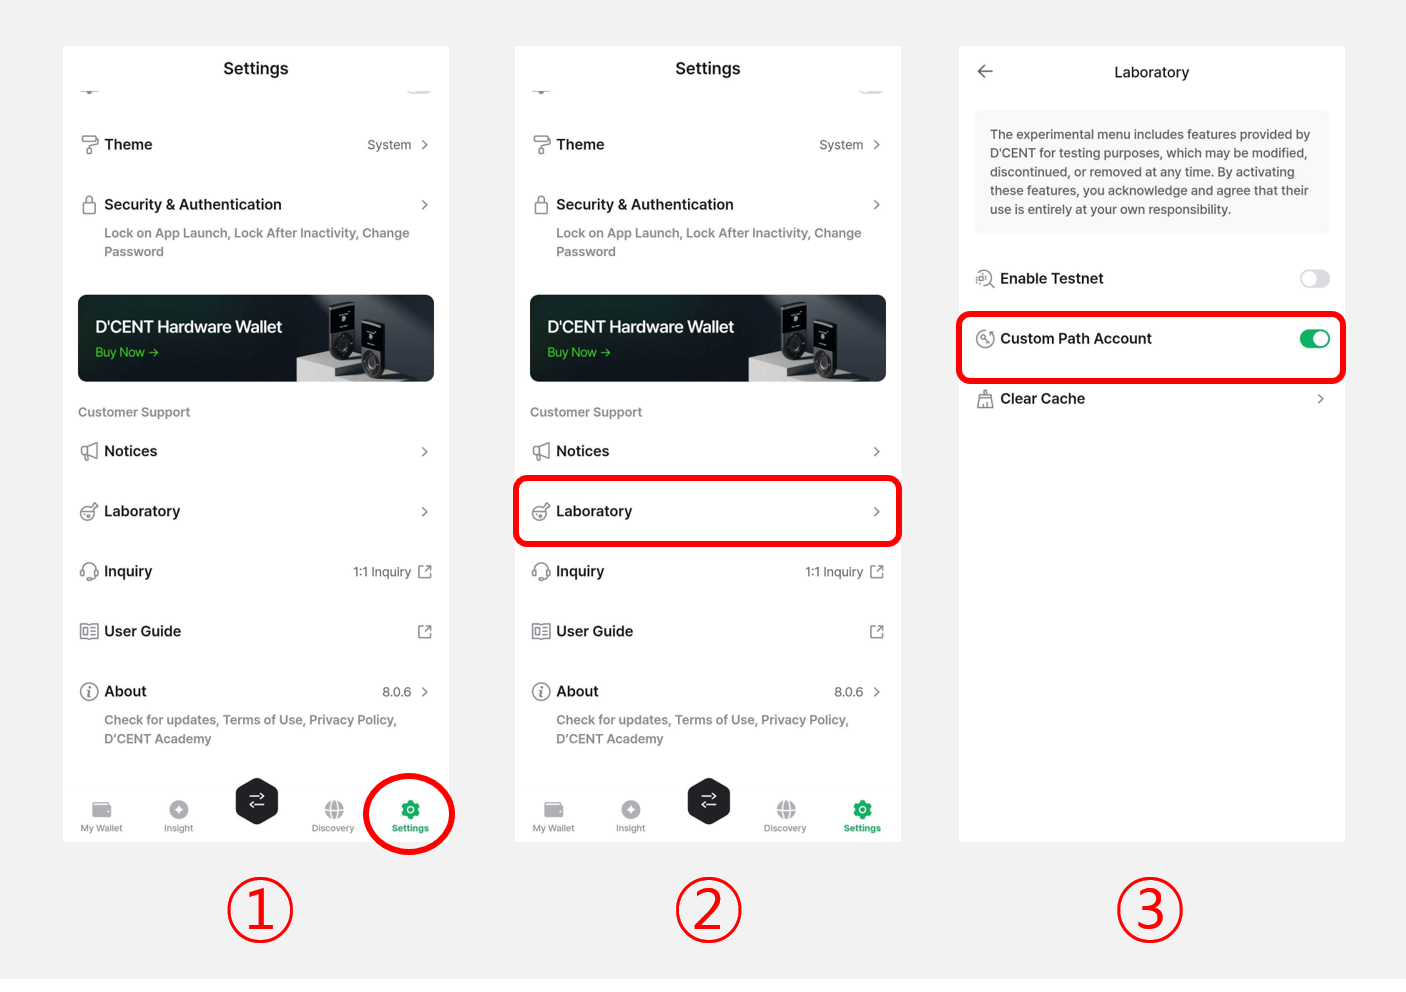 Settings
Theme
System
Security & Authentication
Lock on App Launch, Lock After Inactivity, Change
Password
D'CENT Hardware Wallet
Buy Now →
Customer Support
Notices
Laboratory
Inquiry
1:1 Inquiry
User Guide
About
8.0.6
Check for updates, Terms of Use, Privacy Policy,
D'CENT Academy
My Wallet
Insight
Discovery
Settings
①
Settings
Theme
System
Security & Authentication
Lock on App Launch, Lock After Inactivity, Change
Password
D'CENT Hardware Wallet
Buy Now →
Customer Support
Notices
Laboratory
Inquiry
1:1 Inquiry
User Guide
About
8.0.6
Check for updates, Terms of Use, Privacy Policy,
D'CENT Academy
My Wallet
Insight
Discovery
Settings
②
Laboratory
The experimental menu includes features provided by
D'CENT for testing purposes, which may be modified,
discontinued, or removed at any time. By activating
these features, you acknowledge and agree that their
use is entirely at your own responsibility.
Enable Testnet
Custom Path Account
Clear Cache
③